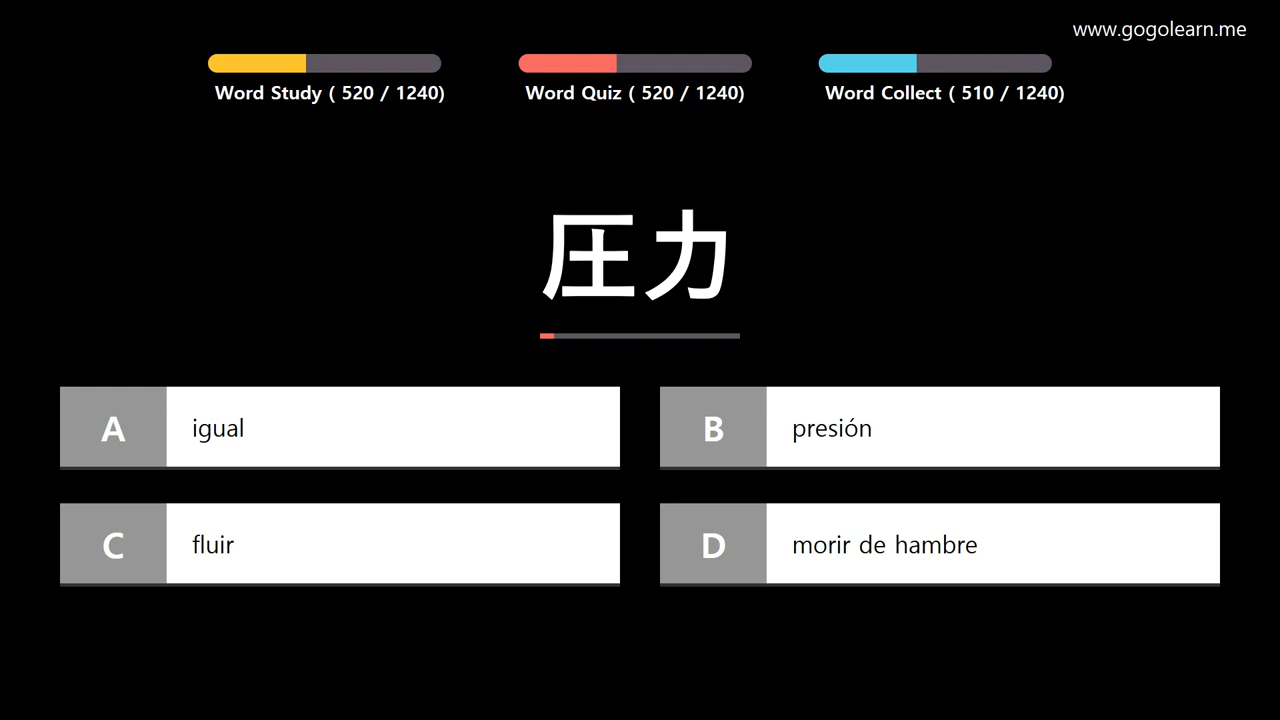 www.gogolearn.me
Word Study ( 520 / 1240)
Word Quiz ( 520 / 1240)
Word Collect ( 510 / 1240)
圧力
A igual
B presión
C fluir
D morir de hambre